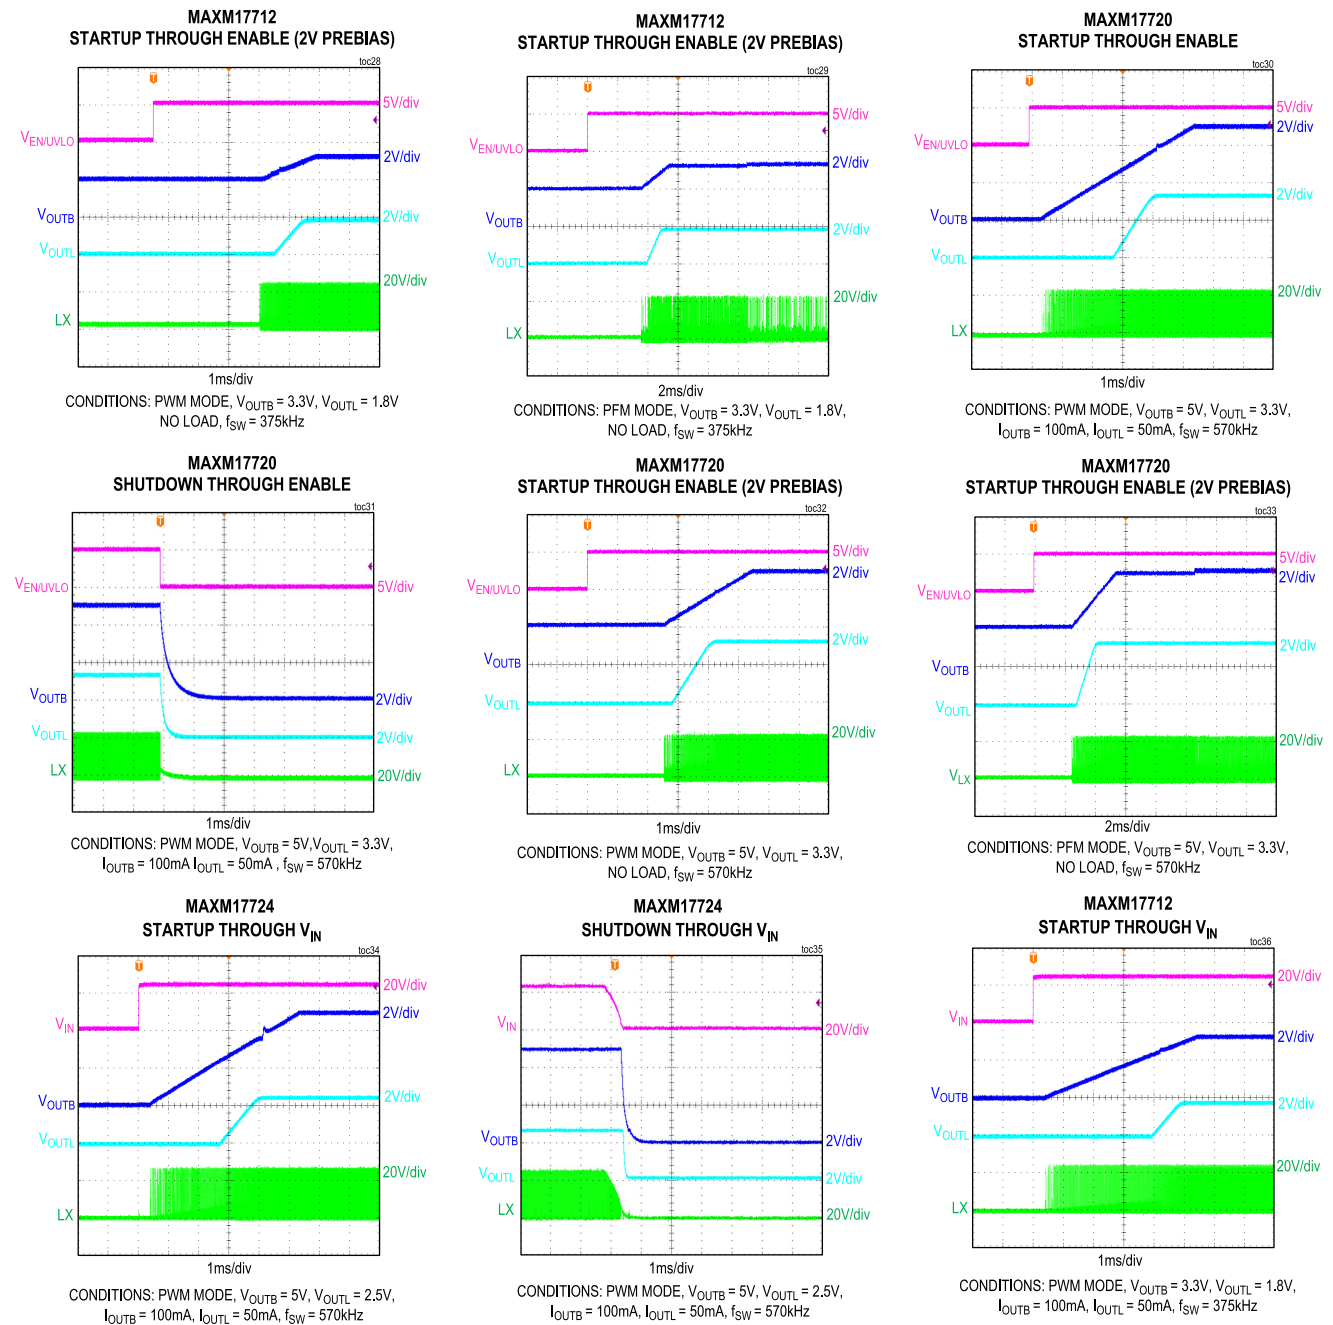 MAXM17712
STARTUP THROUGH ENABLE (2V PREBIAS)
toc28
T
5V/div
VEN/UVLO
2V/div
VOUTB
2V/div
VOUTL
20V/div
LX
1ms/div
CONDITIONS: PWM MODE, VOUTB = 3.3V, VOUTL = 1.8V
NO LOAD, fSW = 375kHz
MAXM17712
STARTUP THROUGH ENABLE (2V PREBIAS)
toc29
T
5V/div
VEN/UVLO
2V/div
VOUTB
2V/div
VOUTL
20V/div
LX
2ms/div
CONDITIONS: PFM MODE, VOUTB = 3.3V, VOUTL = 1.8V,
NO LOAD, fSW = 375kHz
MAXM17720
STARTUP THROUGH ENABLE
toc30
T
5V/div
2V/div
VEN/UVLO
2V/div
VOUTB
VOUTL
20V/div
LX
1ms/div
CONDITIONS: PWM MODE, VOUTB = 5V, VOUTL = 3.3V,
IOUTB = 100mA, IOUTL = 50mA, fSW = 570kHz
MAXM17720
SHUTDOWN THROUGH ENABLE
toc31
T
VEN/UVLO
5V/div
VOUTB
2V/div
VOUTL
2V/div
LX
20V/div
1ms/div
CONDITIONS: PWM MODE, VOUTB = 5V,VOUTL = 3.3V,
IOUTB = 100mA IOUTL = 50mA , fSW = 570kHz
MAXM17720
STARTUP THROUGH ENABLE (2V PREBIAS)
toc32
T
5V/div
2V/div
VEN/UVLO
2V/div
VOUTB
VOUTL
20V/div
LX
1ms/div
CONDITIONS: PWM MODE, VOUTB = 5V, VOUTL = 3.3V,
NO LOAD, fSW = 570kHz
MAXM17720
STARTUP THROUGH ENABLE (2V PREBIAS)
toc33
T
5V/div
2V/div
VEN/UVLO
2V/div
VOUTB
VOUTL
20V/div
VLX
2ms/div
CONDITIONS: PFM MODE, VOUTB = 5V, VOUTL = 3.3V,
NO LOAD, fSW = 570kHz
MAXM17724
STARTUP THROUGH VIN
toc34
T
20V/div
2V/div
VIN
VOUTB
2V/div
VOUTL
20V/div
LX
1ms/div
CONDITIONS: PWM MODE, VOUTB = 5V, VOUTL = 2.5V,
IOUTB = 100mA, IOUTL = 50mA, fSW = 570kHz
MAXM17724
SHUTDOWN THROUGH VIN
toc35
T
VIN
20V/div
VOUTB
2V/div
VOUTL
2V/div
LX
20V/div
1ms/div
CONDITIONS: PWM MODE, VOUTB = 5V, VOUTL = 2.5V,
IOUTB = 100mA, IOUTL = 50mA, fSW = 570kHz
MAXM17712
STARTUP THROUGH VIN
toc36
T
20V/div
VIN
2V/div
VOUTB
2V/div
VOUTL
20V/div
LX
1ms/div
CONDITIONS: PWM MODE, VOUTB = 3.3V, VOUTL = 1.8V,
IOUTB = 100mA, IOUTL = 50mA, fSW = 375kHz